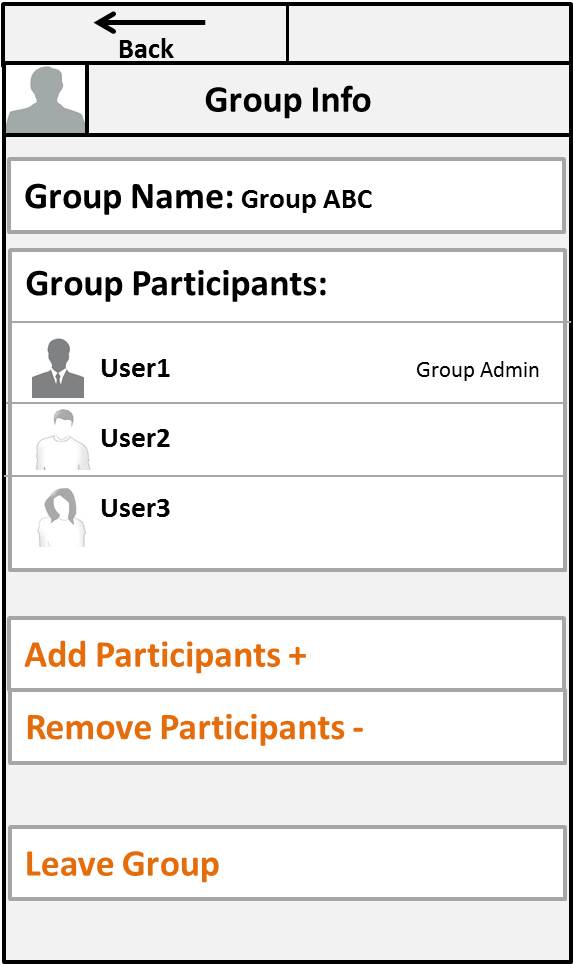 Back
Group Info
Group Name: Group ABC
Group Participants:
User1 Group Admin
User2
User3
Add Participants +
Remove Participants -
Leave Group